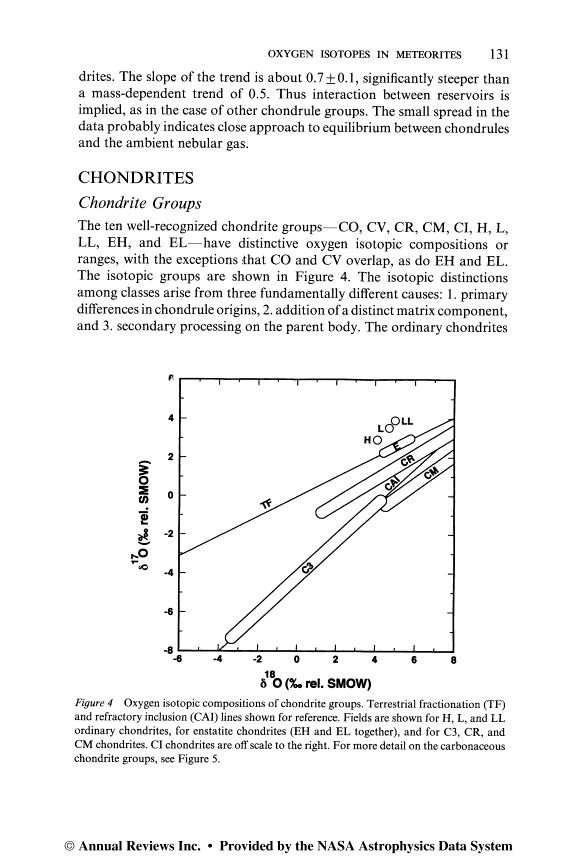 OXYGEN ISOTOPES IN METEORITES 131
drites. The slope of the trend is about 0.7±0.1, significantly steeper than
a mass-dependent trend of 0.5. Thus interaction between reservoirs is
implied, as in the case of other chondrule groups. The small spread in the
data probably indicates close approach to equilibrium between chondrules
and the ambient nebular gas.
CHONDRITES
Chondrite Groups
The ten well-recognized chondrite groups—CO, CV, CR, CM, CI, H, L,
LL, EH, and EL—have distinctive oxygen isotopic compositions or
ranges, with the exceptions that CO and CV overlap, as do EH and EL.
The isotopic groups are shown in Figure 4. The isotopic distinctions
among classes arise from three fundamentally different causes: 1. primary
differences in chondrule origins, 2. addition of a distinct matrix component,
and 3. secondary processing on the parent body. The ordinary chondrites
4
2
0
-2
-4
-6
-8
δ17O (‰ rel. SMOW)
LL
L
H
E
CR
CAI
CM
TF
C3
-6 -4 -2 0 2 4 6 8
δ18O (‰ rel. SMOW)
Figure 4 Oxygen isotopic compositions of chondrite groups. Terrestrial fractionation (TF)
and refractory inclusion (CAI) lines shown for reference. Fields are shown for H, L, and LL
ordinary chondrites, for enstatite chondrites (EH and EL together), and for C3, CR, and
CM chondrites. CI chondrites are off scale to the right. For more detail on the carbonaceous
chondrite groups, see Figure 5.
© Annual Reviews Inc. • Provided by the NASA Astrophysics Data System